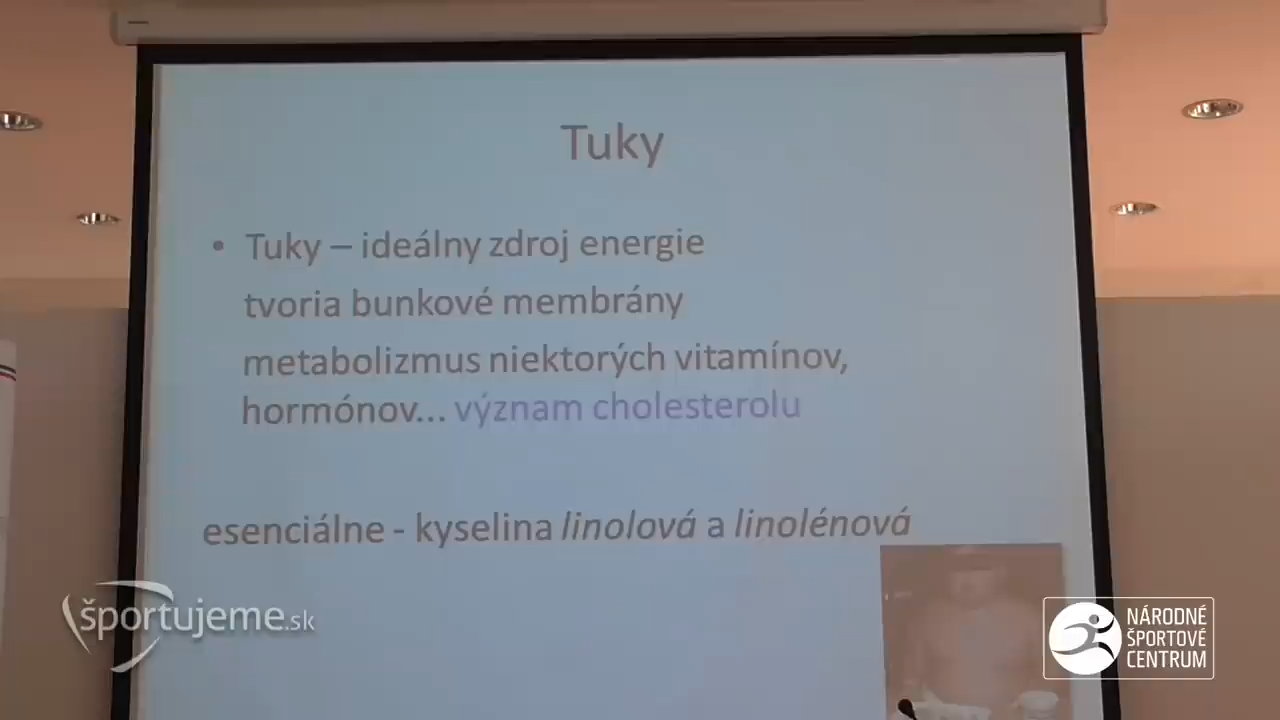 Tuky
• Tuky – ideálny zdroj energie
tvoria bunkové membrány
metabolizmus niektorých vitamínov,
hormónov... význam cholesterolu
esenciálne - kyselina linolová a linolénová
športujeme.sk
NÁRODNÉ
ŠPORTOVÉ
CENTRUM